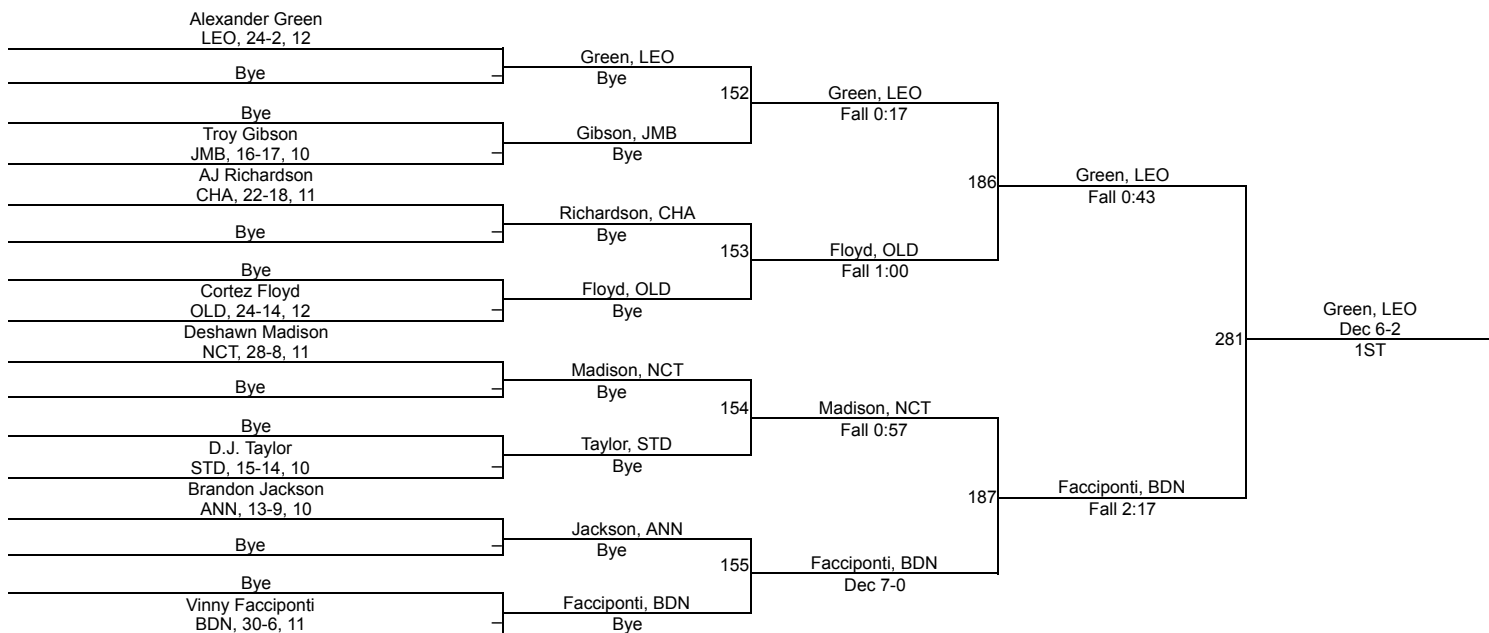 Alexander Green
LEO, 24-2, 12
Bye
Bye
Troy Gibson
JMB, 16-17, 10
AJ Richardson
CHA, 22-18, 11
Bye
Bye
Cortez Floyd
OLD, 24-14, 12
Deshawn Madison
NCT, 28-8, 11
Bye
Bye
D.J. Taylor
STD, 15-14, 10
Brandon Jackson
ANN, 13-9, 10
Bye
Bye
Vinny Facciponti
BDN, 30-6, 11
Green, LEO
Bye
Gibson, JMB
Bye
Richardson, CHA
Bye
Floyd, OLD
Bye
Madison, NCT
Bye
Taylor, STD
Bye
Jackson, ANN
Bye
Facciponti, BDN
Bye
152
153
154
155
Green, LEO
Fall 0:17
Floyd, OLD
Fall 1:00
Madison, NCT
Fall 0:57
Facciponti, BDN
Dec 7-0
186
187
Green, LEO
Fall 0:43
Facciponti, BDN
Fall 2:17
281
Green, LEO
Dec 6-2
1ST